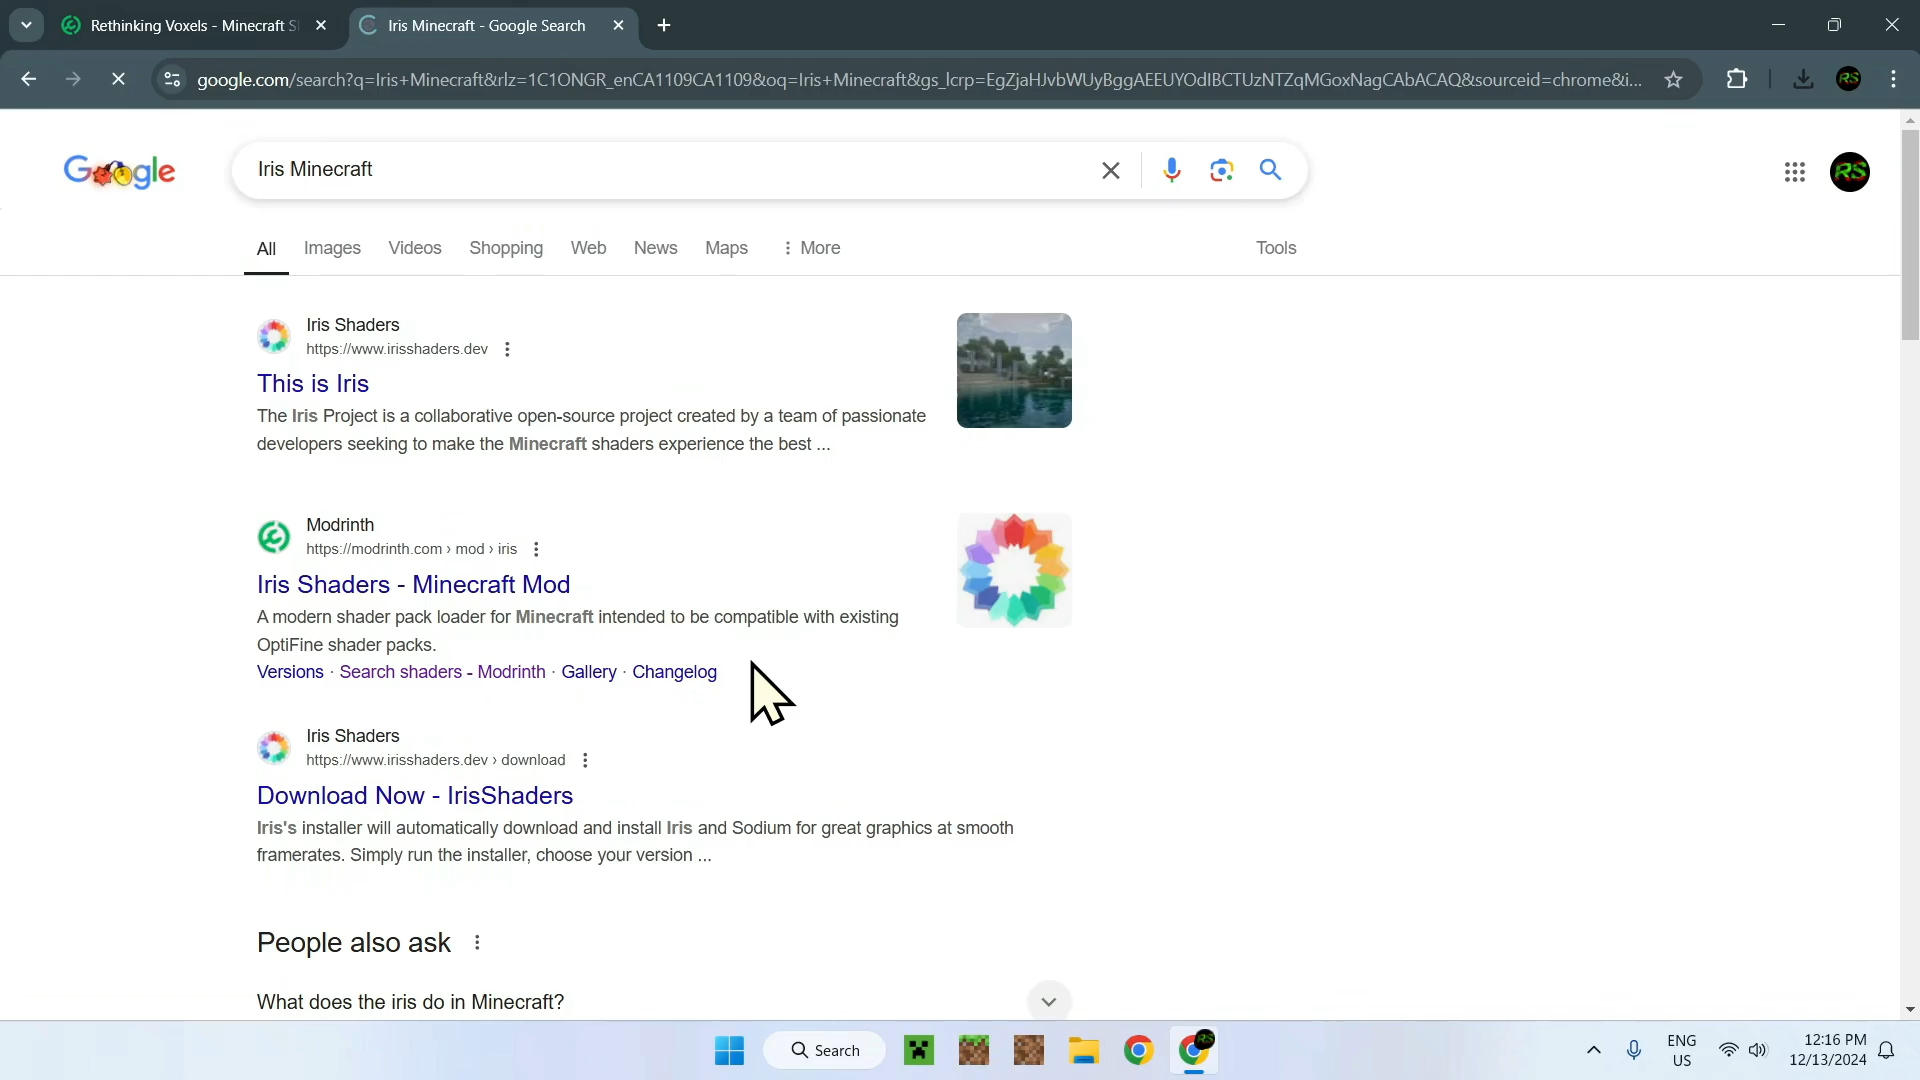 Rethinking Voxels - Minecraft S
Iris Minecraft - Google Search
google.com/search?q=Iris+Minecraft&rlz=1C1ONGR_enCA1109CA1109&oq=Iris+Minecraft&gs_lcrp=EgZjaHJvbWUyBggAEEUYOdIBCTUzNTZqMGoxNagCAbACAQ&sourceid=chrome&i...
RS
Google
Iris Minecraft
RS
All Images Videos Shopping Web News Maps More Tools
Iris Shaders
https://www.irisshaders.dev
This is Iris
The Iris Project is a collaborative open-source project created by a team of passionate
developers seeking to make the Minecraft shaders experience the best ...
Modrinth
https://modrinth.com › mod › iris
Iris Shaders - Minecraft Mod
A modern shader pack loader for Minecraft intended to be compatible with existing
OptiFine shader packs.
Versions · Search shaders - Modrinth · Gallery · Changelog
Iris Shaders
https://www.irisshaders.dev › download
Download Now - IrisShaders
Iris's installer will automatically download and install Iris and Sodium for great graphics at smooth
framerates. Simply run the installer, choose your version ...
People also ask
What does the iris do in Minecraft?
Search
RS
ENG
US
12:16 PM
12/13/2024